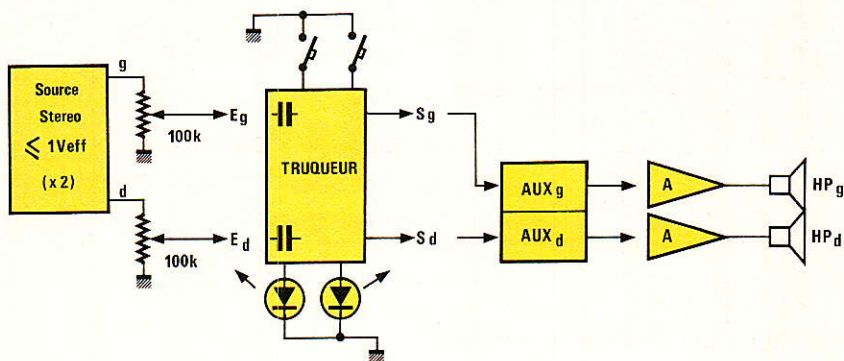 g
Source
Stereo
≤ 1Veff
(x 2)
d
100k
100k
Eg
Ed
TRUQUEUR
Sg
Sd
AUX g
AUX d
A
A
HPg
HPd